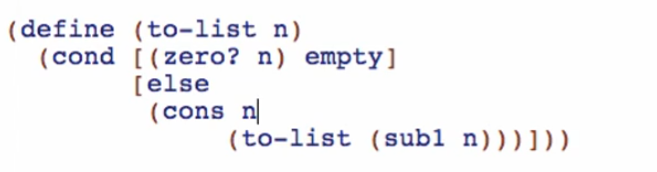 (define (to-list n)
(cond [(zero? n) empty]
[else
(cons n
(to-list (sub1 n)))]))